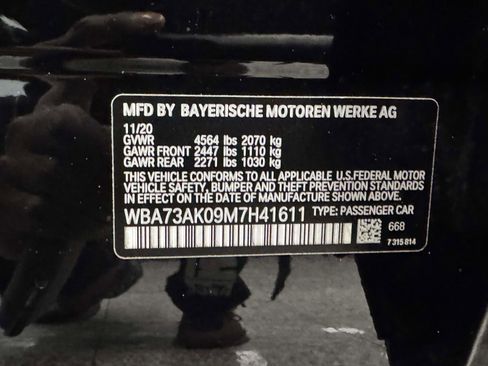 MFD BY BAYERISCHE MOTOREN WERKE AG
11/20
GVWR 4564 lbs 2070 kg
GAWR FRONT 2447 lbs 1110 kg
GAWR REAR 2271 lbs 1030 kg
THIS VEHICLE CONFORMS TO ALL APPLICABLE U.S.FEDERAL MOTOR
VEHICLE SAFETY, BUMPER AND THEFT PREVENTION STANDARDS
IN EFFECT ON THE DATE OF MANUFACTURE SHOWN ABOVE.
WBA73AK09M7H41611 TYPE: PASSENGER CAR
668
7 315 814